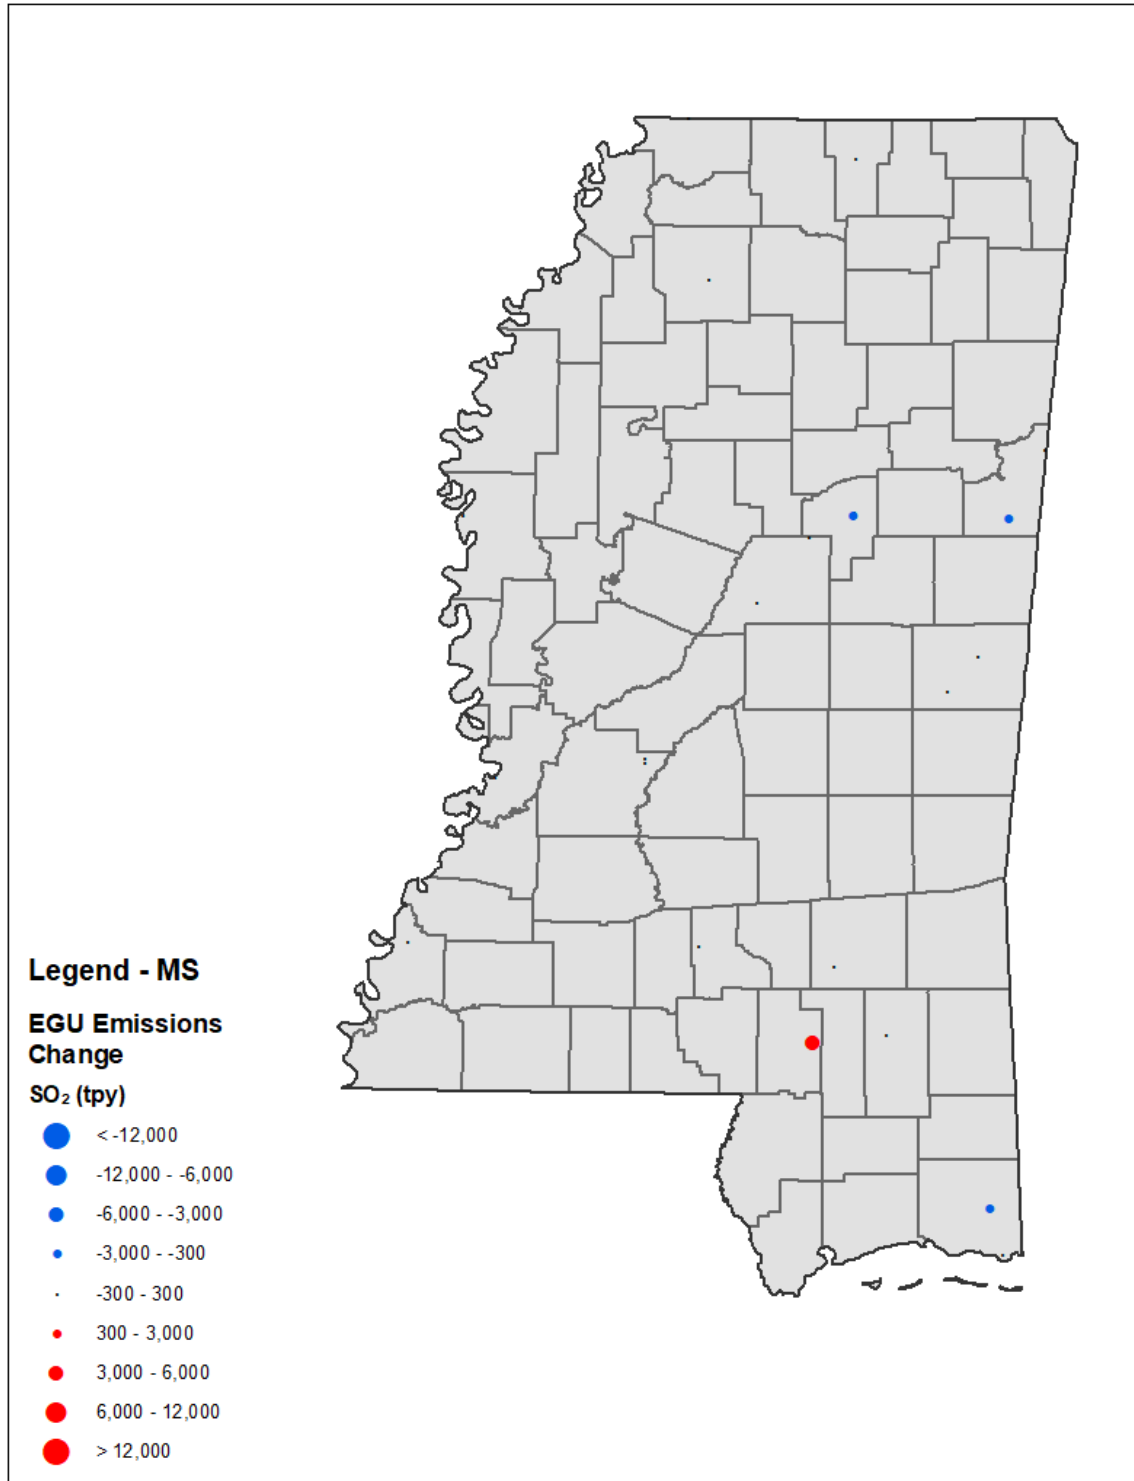 Legend - MS
EGU Emissions
Change
SO₂ (tpy)
< -12,000
-12,000 - -6,000
-6,000 - -3,000
-3,000 - -300
-300 - 300
300 - 3,000
3,000 - 6,000
6,000 - 12,000
> 12,000